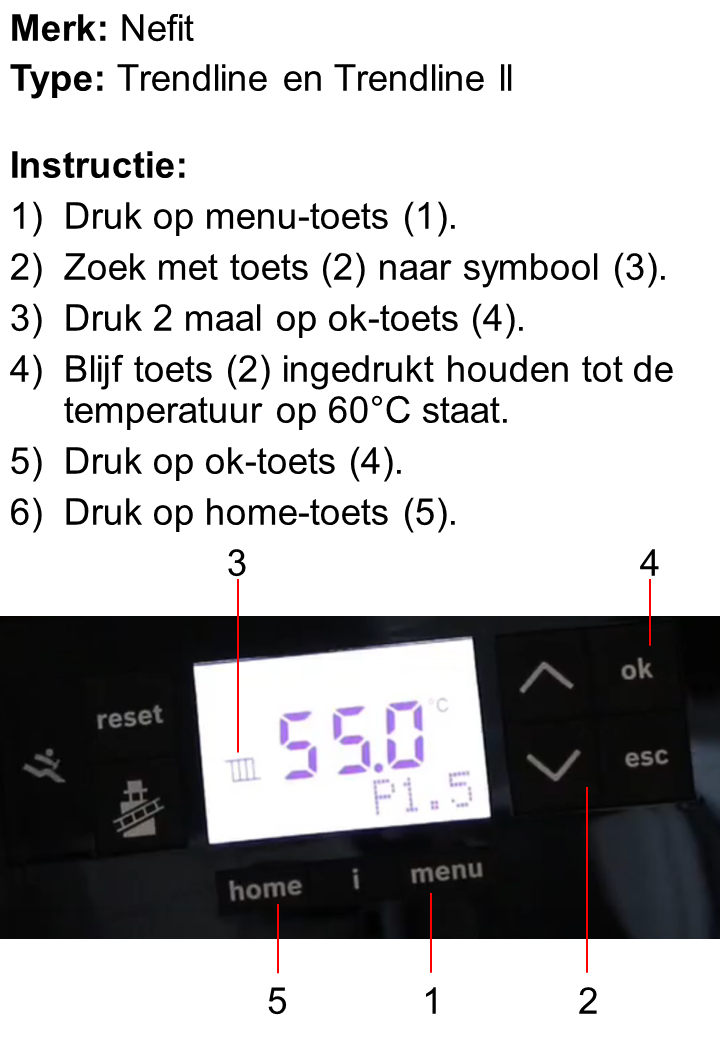 Merk: Nefit
Type: Trendline en Trendline II
Instructie:
1) Druk op menu-toets (1).
2) Zoek met toets (2) naar symbool (3).
3) Druk 2 maal op ok-toets (4).
4) Blijf toets (2) ingedrukt houden tot de
temperatuur op 60°C staat.
5) Druk op ok-toets (4).
6) Druk op home-toets (5).
3 4
reset
55.0 °C
P1.5
ok
esc
home i menu
5 1 2